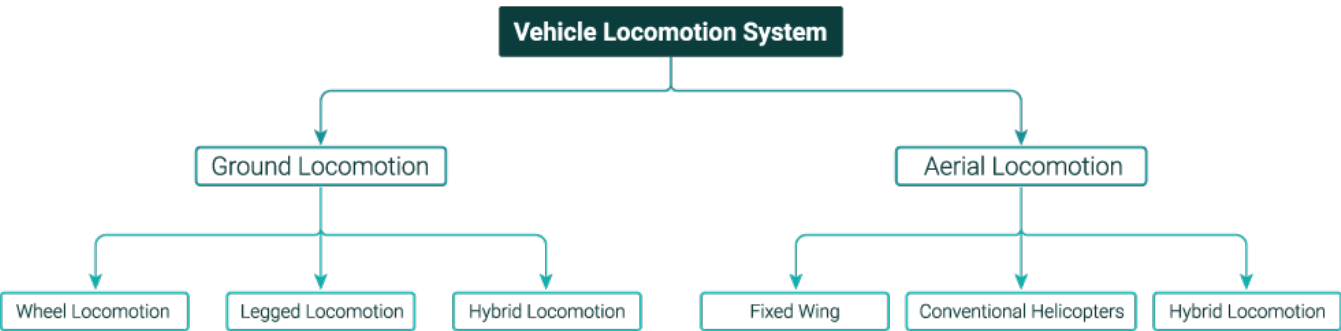 Vehicle Locomotion System
Ground Locomotion
Aerial Locomotion
Wheel Locomotion
Legged Locomotion
Hybrid Locomotion
Fixed Wing
Conventional Helicopters
Hybrid Locomotion